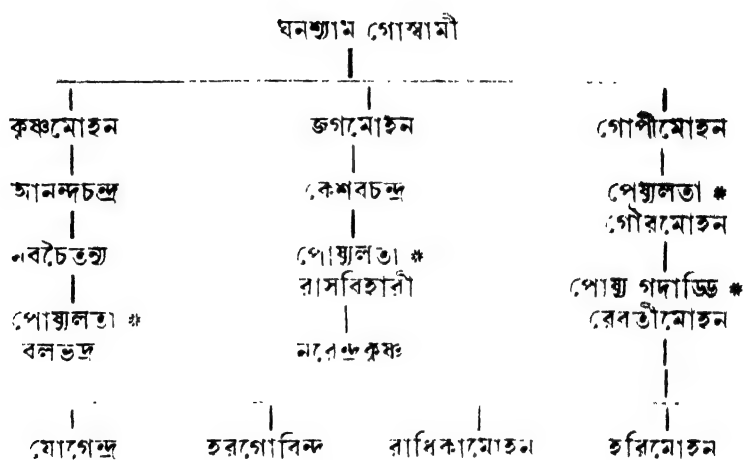 ঘনশ্যাম গোস্বামী
কৃষ্ণমোহন জগমোহন গোপীমোহন
আনন্দচন্দ্র কেশবচন্দ্র পোষ্যলতা *
গৌরমোহন
নবচৈতন্য পোষ্যলতা *
রাসবিহারী পোষ্য গদাড্ডি *
পোষ্যলতা * রেবতীমোহন
বলভদ্র নরেন্দ্রকৃষ্ণ
যোগেন্দ্র হরগোবিন্দ রাধিকামোহন হরিমোহন